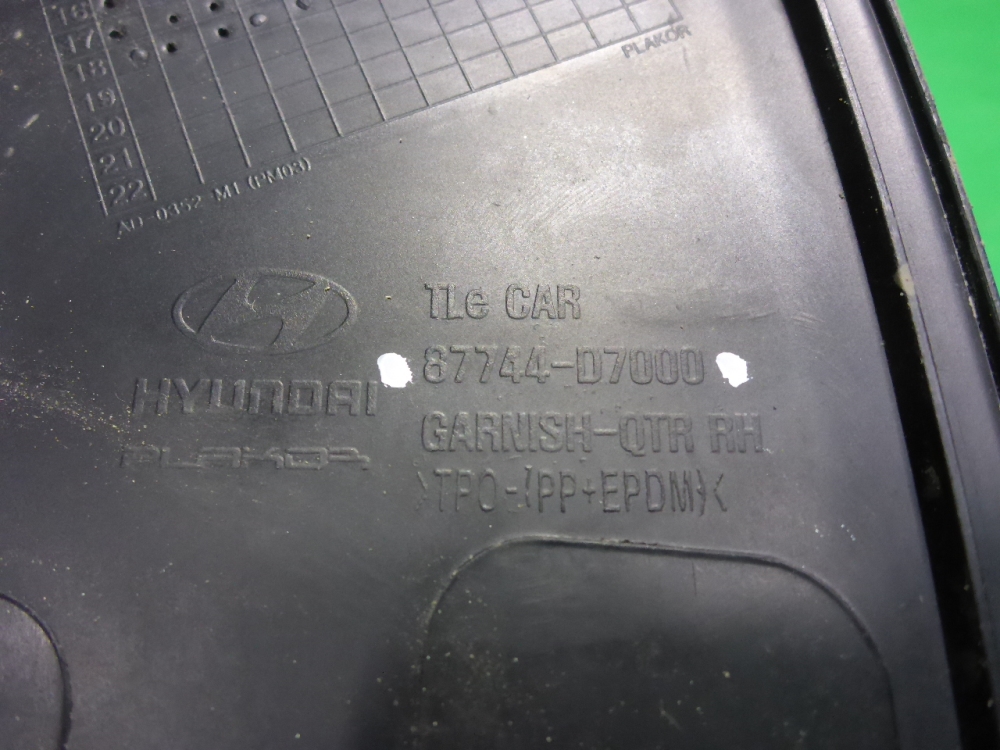 16
17
18
19
20
21
22
PLAKOR
AD-0352 M1 (PM03)
TLe CAR
87744-D7000
HYUNDAI
GARNISH-QTR RH
PLAKOR
>TPO-(PP+EPDM)<